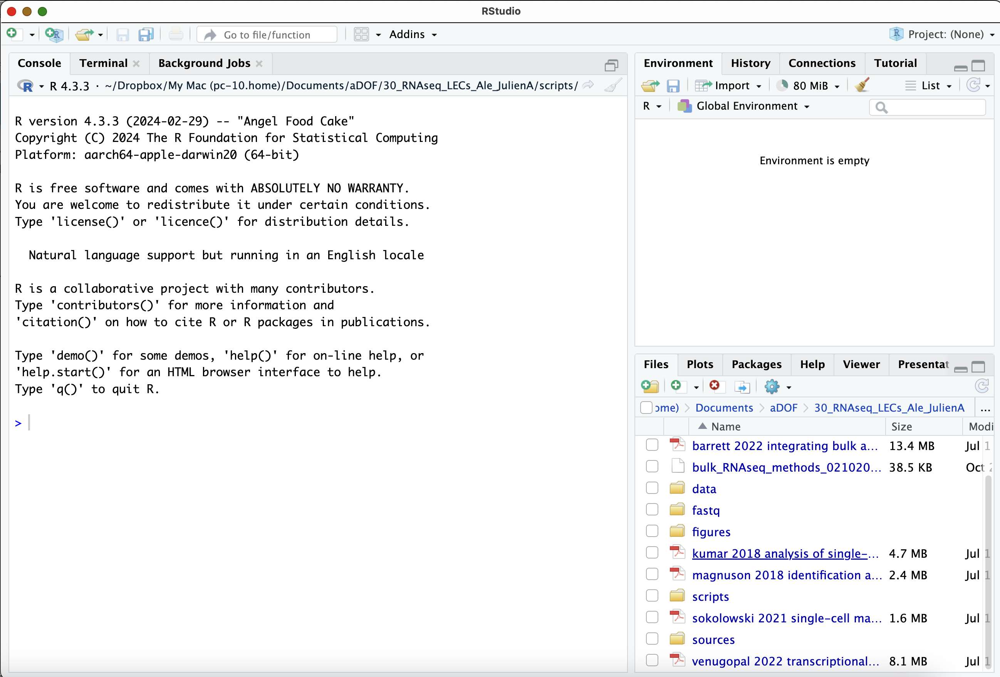 RStudio
Go to file/function
Addins
Project: (None)
Console
Terminal
Background Jobs
R 4.3.3 · ~/Dropbox/My Mac (pc-10.home)/Documents/aDOF/30_RNAseq_LECs_Ale_JulienA/scripts/
R version 4.3.3 (2024-02-29) -- "Angel Food Cake"
Copyright (C) 2024 The R Foundation for Statistical Computing
Platform: aarch64-apple-darwin20 (64-bit)
R is free software and comes with ABSOLUTELY NO WARRANTY.
You are welcome to redistribute it under certain conditions.
Type 'license()' or 'licence()' for distribution details.
Natural language support but running in an English locale
R is a collaborative project with many contributors.
Type 'contributors()' for more information and
'citation()' on how to cite R or R packages in publications.
Type 'demo()' for some demos, 'help()' for on-line help, or
'help.start()' for an HTML browser interface to help.
Type 'q()' to quit R.
>
Environment
History
Connections
Tutorial
Import
80 MiB
List
R
Global Environment
Environment is empty
Files
Plots
Packages
Help
Viewer
Presentat
ome) Documents aDOF 30_RNAseq_LECs_Ale_JulienA ...
Name Size Modi
barrett 2022 integrating bulk a... 13.4 MB Jul 1
bulk_RNAseq_methods_021020... 38.5 KB Oct 2
data
fastq
figures
kumar 2018 analysis of single-... 4.7 MB Jul 1
magnuson 2018 identification a... 2.4 MB Jul 1
scripts
sokolowski 2021 single-cell ma... 1.6 MB Jul 1
sources
venugopal 2022 transcriptional... 8.1 MB Jul 1